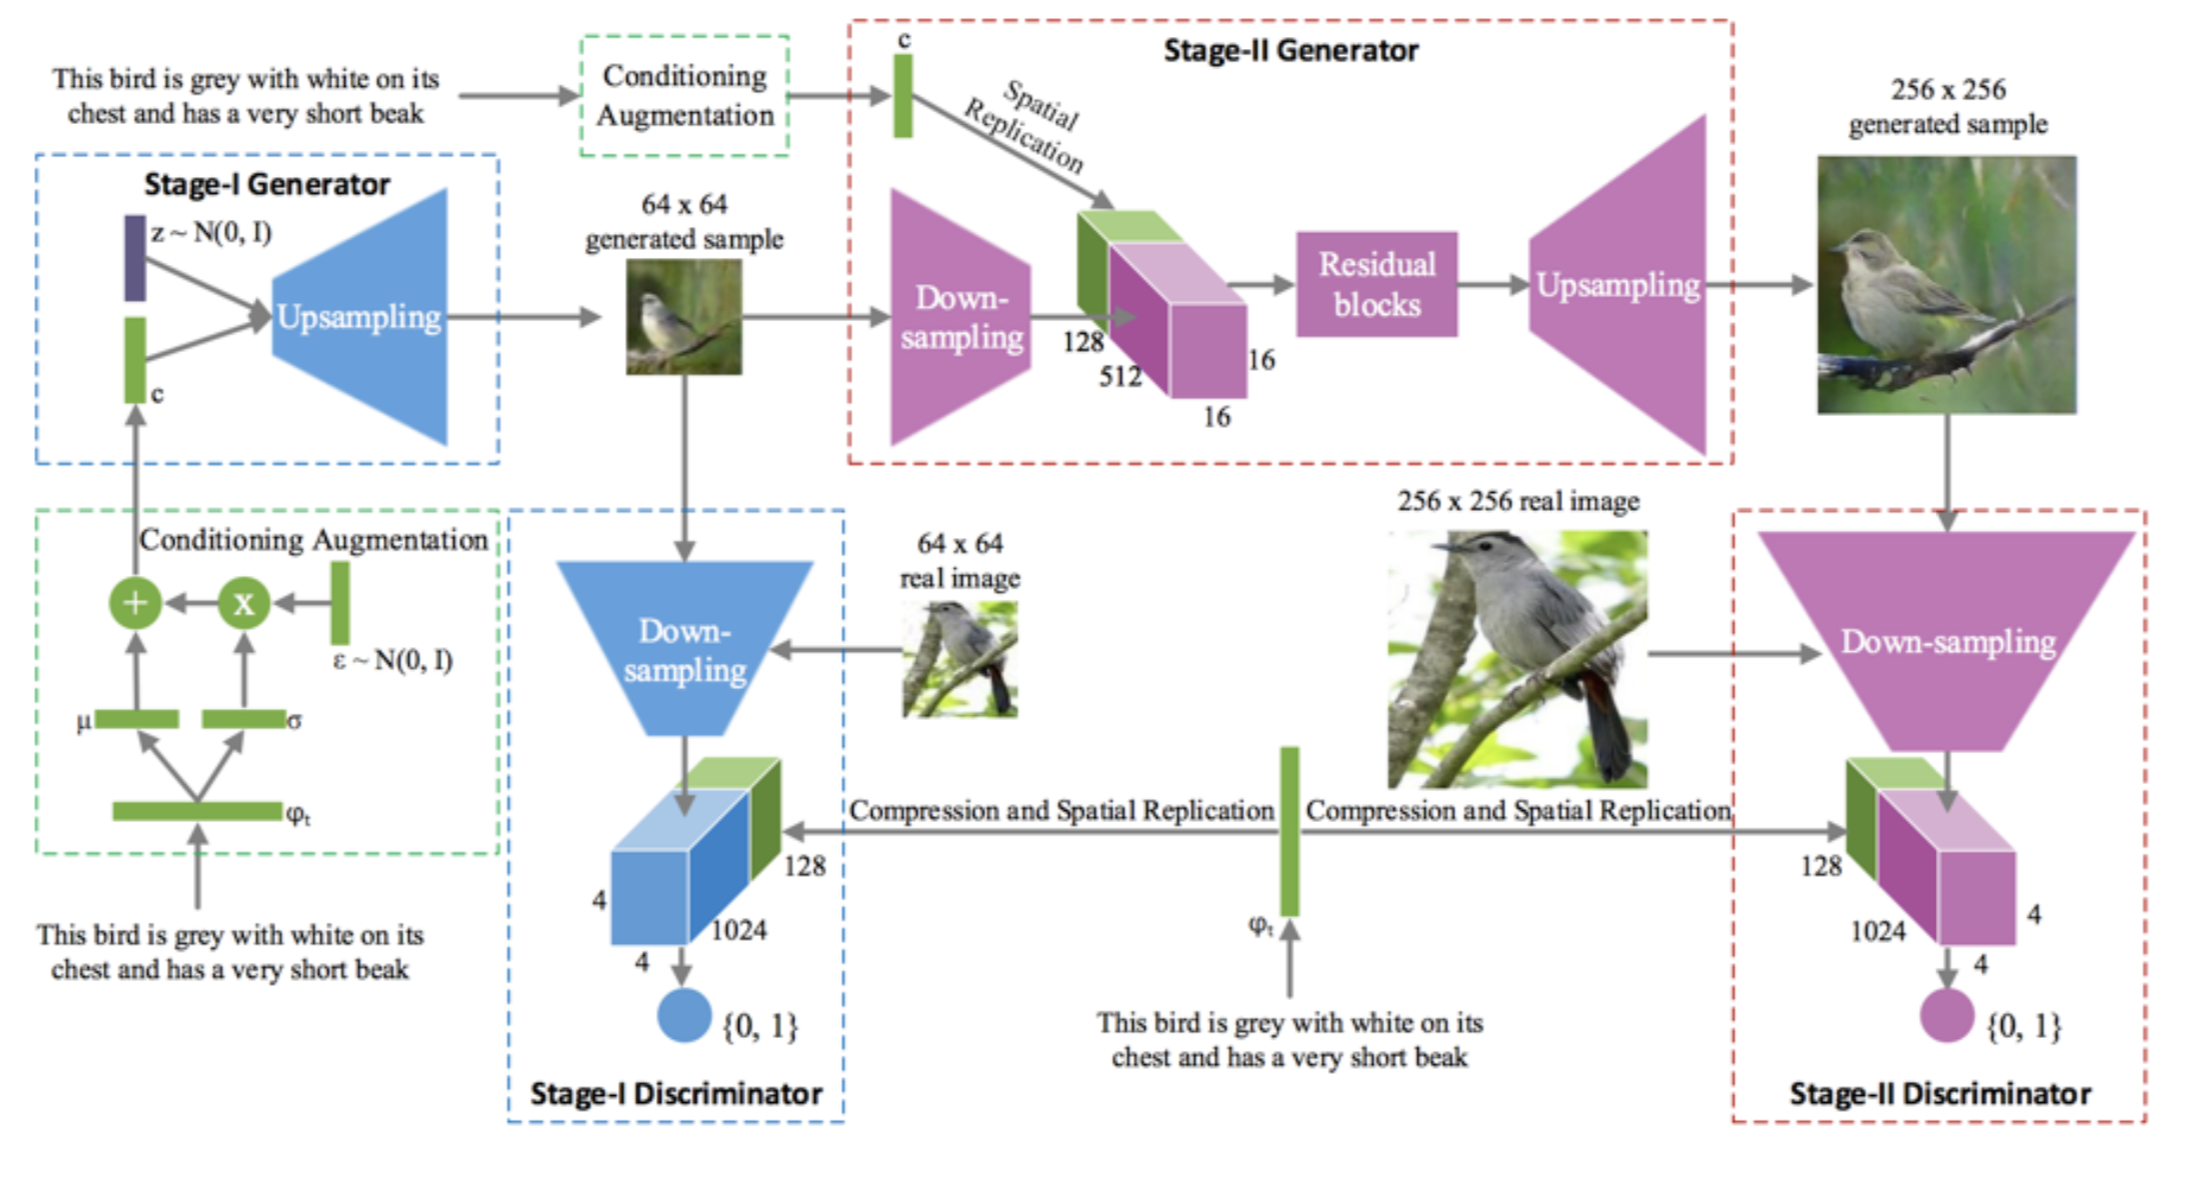 This bird is grey with white on its
chest and has a very short beak
Conditioning
Augmentation
c
Stage-II Generator
Spatial
Replication
256 x 256
generated sample
Stage-I Generator
z ~ N(0, I)
Upsampling
c
64 x 64
generated sample
Down-
sampling
128
512
16
16
Residual
blocks
Upsampling
Conditioning Augmentation
+
x
ε ~ N(0, I)
μ
σ
φt
This bird is grey with white on its
chest and has a very short beak
Down-
sampling
64 x 64
real image
256 x 256 real image
Down-sampling
Compression and Spatial Replication
Compression and Spatial Replication
128
4
1024
4
{0, 1}
Stage-I Discriminator
φt
This bird is grey with white on its
chest and has a very short beak
128
1024
4
4
{0, 1}
Stage-II Discriminator